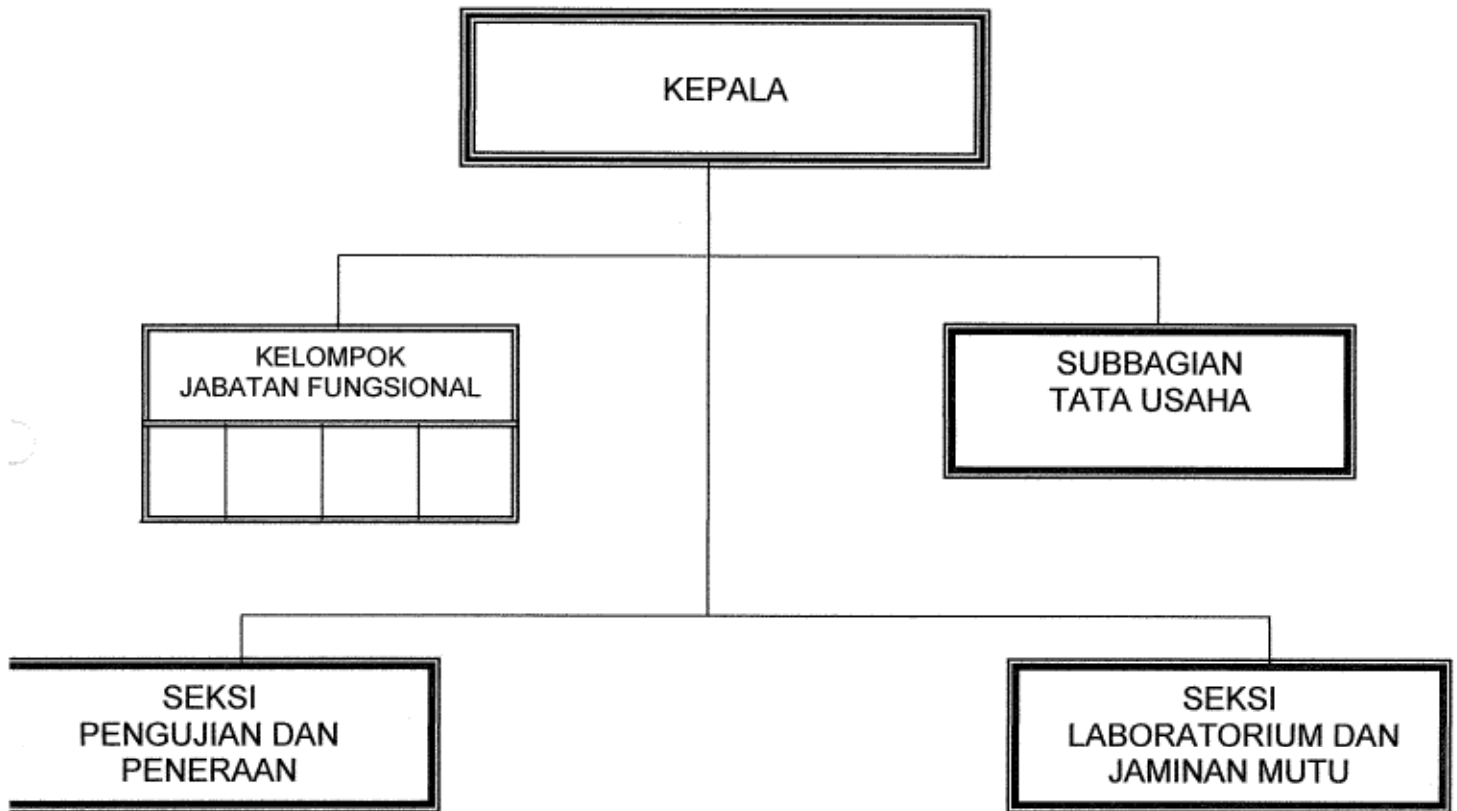 KEPALA
KELOMPOK
JABATAN FUNGSIONAL
SUBBAGIAN
TATA USAHA
SEKSI
PENGUJIAN DAN
PENERAAN
SEKSI
LABORATORIUM DAN
JAMINAN MUTU